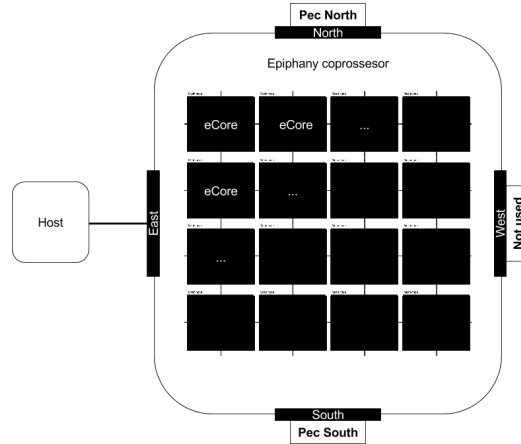 Pec North
North
Epiphany coprossesor
eCore
eCore
...
eCore
...
Host
East
West
Not used
...
South
Pec South